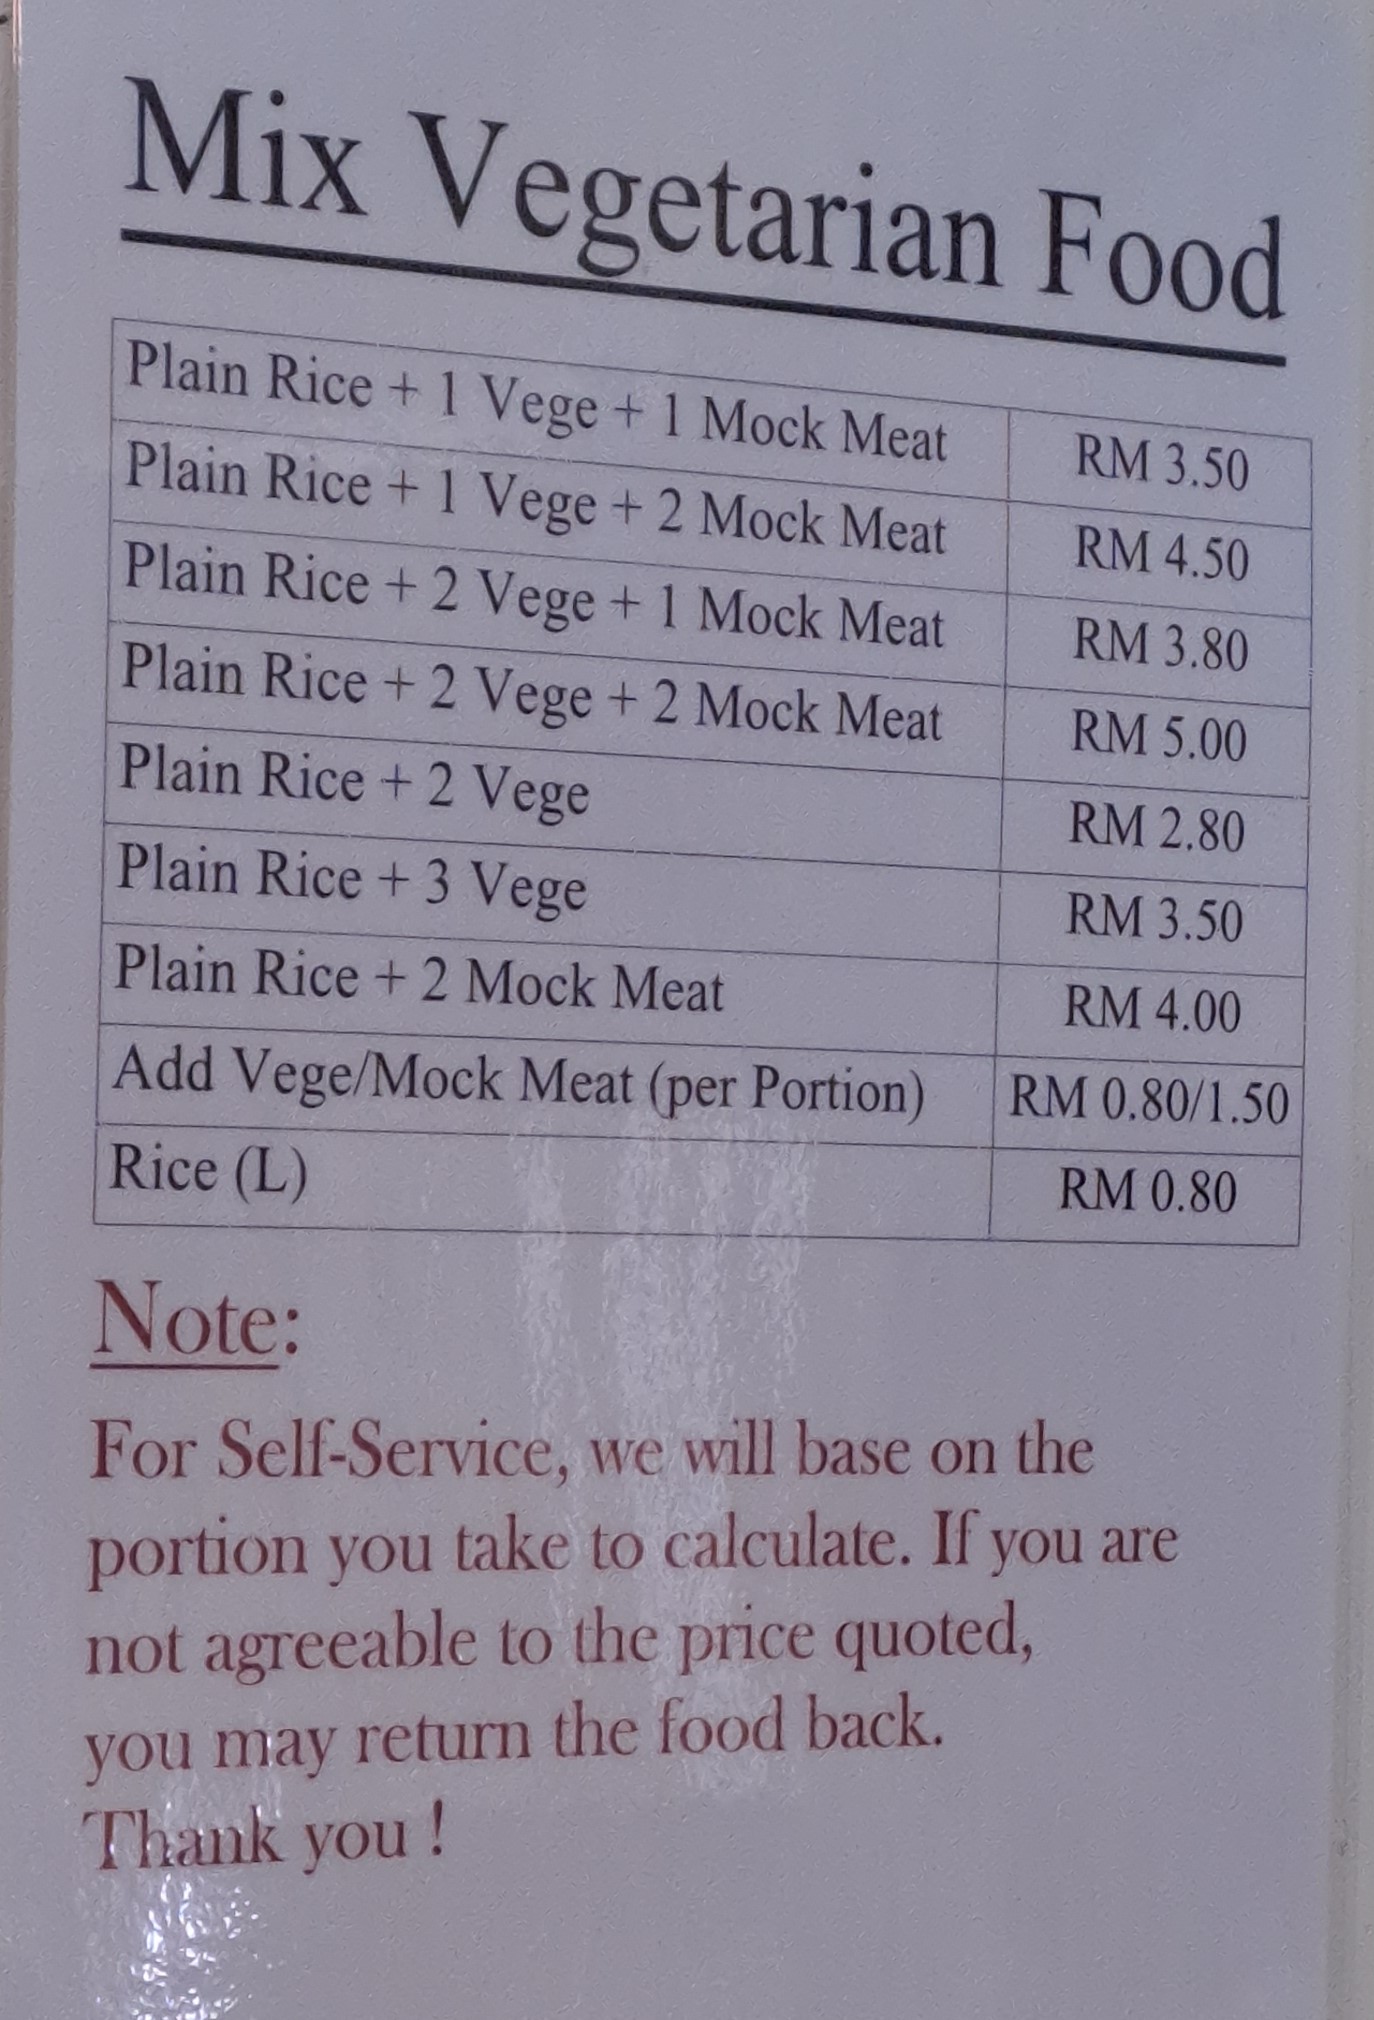 Mix Vegetarian Food
Plain Rice + 1 Vege + 1 Mock Meat RM 3.50
Plain Rice + 1 Vege + 2 Mock Meat RM 4.50
Plain Rice + 2 Vege + 1 Mock Meat RM 3.80
Plain Rice + 2 Vege + 2 Mock Meat RM 5.00
Plain Rice + 2 Vege RM 2.80
Plain Rice + 3 Vege RM 3.50
Plain Rice + 2 Mock Meat RM 4.00
Add Vege/Mock Meat (per Portion) RM 0.80/1.50
Rice (L) RM 0.80
Note:
For Self-Service, we will base on the
portion you take to calculate. If you are
not agreeable to the price quoted,
you may return the food back.
Thank you !